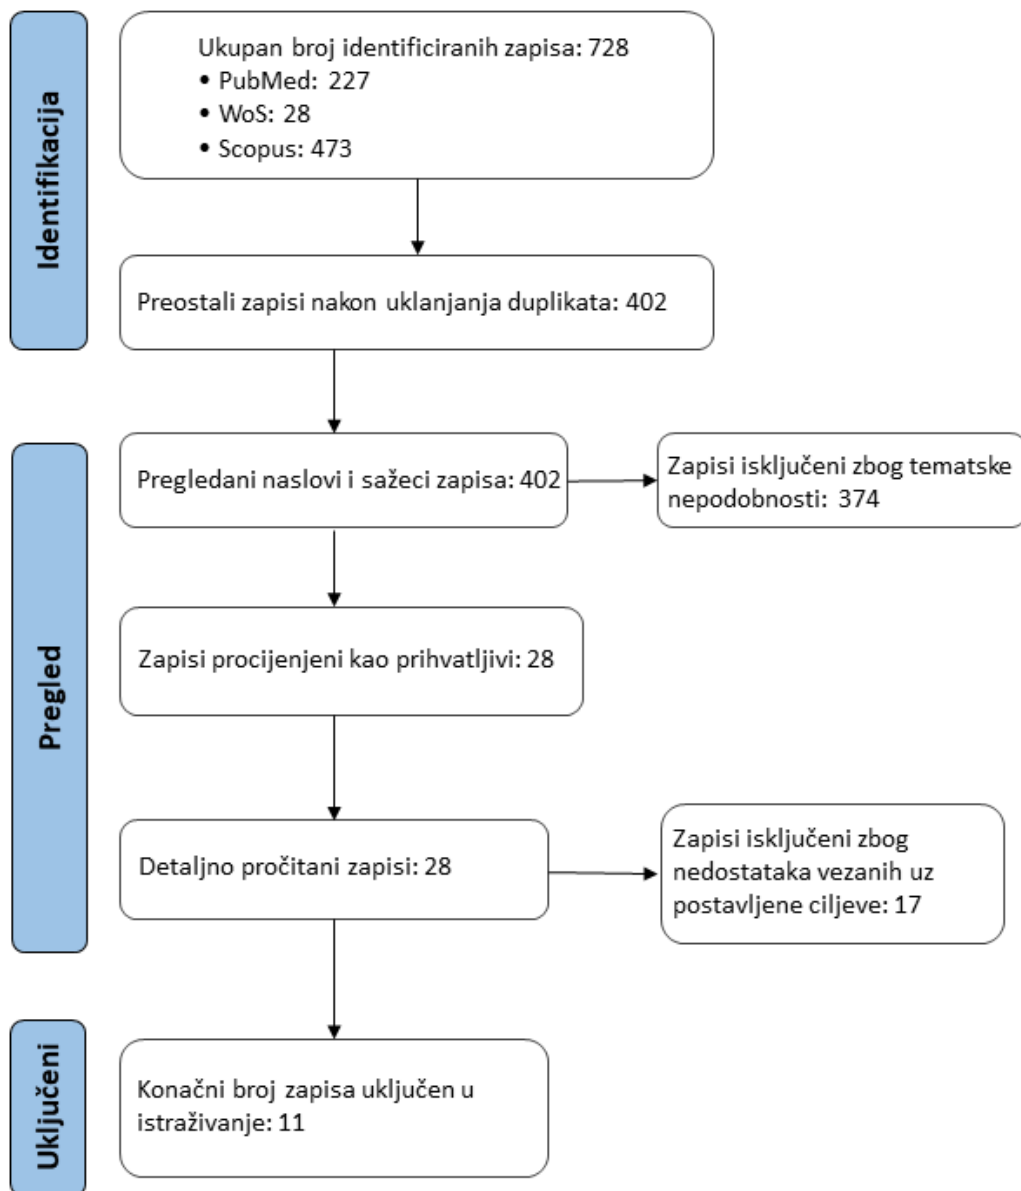 Identifikacija
Ukupan broj identificiranih zapisa: 728
• PubMed: 227
• WoS: 28
• Scopus: 473
Preostali zapisi nakon uklanjanja duplikata: 402
Pregled
Pregledani naslovi i sažeci zapisa: 402
Zapisi isključeni zbog tematske
nepodobnosti: 374
Zapisi procijenjeni kao prihvatljivi: 28
Detaljno pročitani zapisi: 28
Zapisi isključeni zbog
nedostataka vezanih uz
postavljene ciljeve: 17
Uključeni
Konačni broj zapisa uključen u
istraživanje: 11